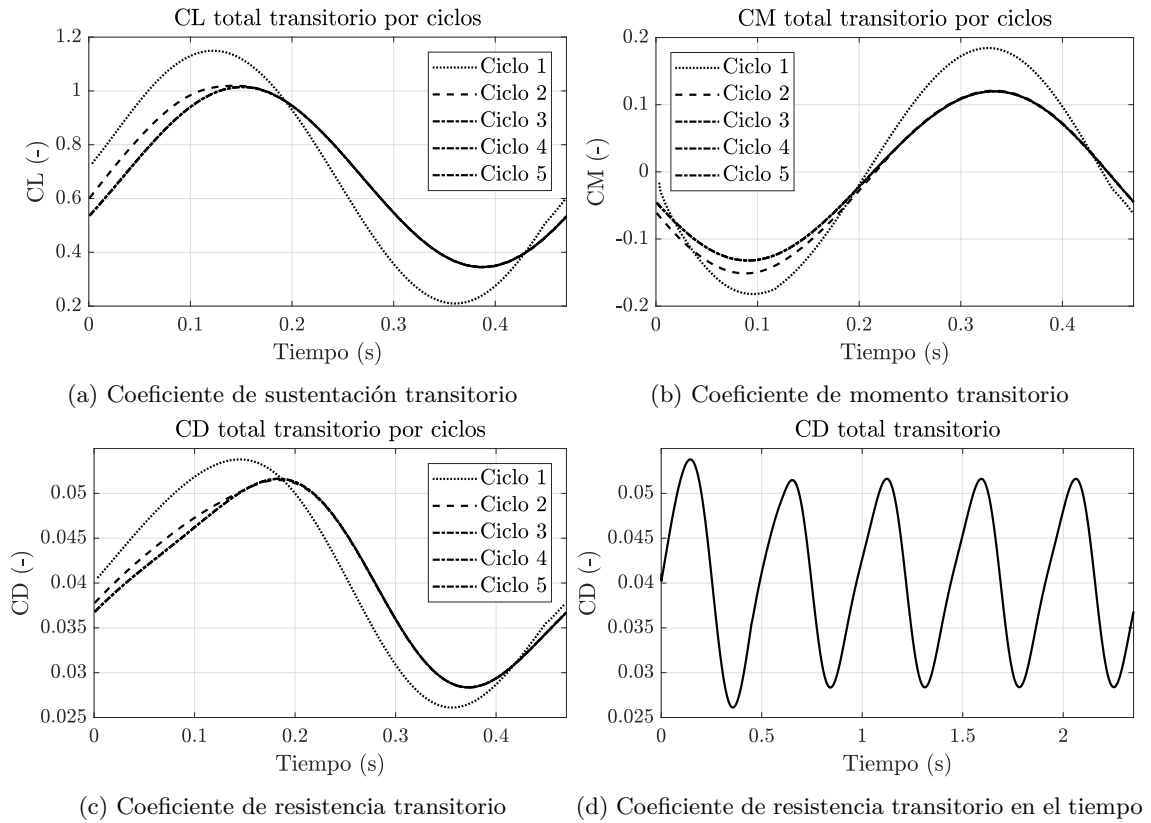 CL total transitorio por ciclos
1.2
1
0.8
0.6
0.4
0.2
CL (-)
Ciclo 1
Ciclo 2
Ciclo 3
Ciclo 4
Ciclo 5
0 0.1 0.2 0.3 0.4
Tiempo (s)
(a) Coeficiente de sustentación transitorio
CM total transitorio por ciclos
0.2
0.1
0
-0.1
-0.2
CM (-)
Ciclo 1
Ciclo 2
Ciclo 3
Ciclo 4
Ciclo 5
0 0.1 0.2 0.3 0.4
Tiempo (s)
(b) Coeficiente de momento transitorio
CD total transitorio por ciclos
0.05
0.045
0.04
0.035
0.03
0.025
CD (-)
Ciclo 1
Ciclo 2
Ciclo 3
Ciclo 4
Ciclo 5
0 0.1 0.2 0.3 0.4
Tiempo (s)
(c) Coeficiente de resistencia transitorio
CD total transitorio
0.05
0.045
0.04
0.035
0.03
0.025
CD (-)
0 0.5 1 1.5 2
Tiempo (s)
(d) Coeficiente de resistencia transitorio en el tiempo